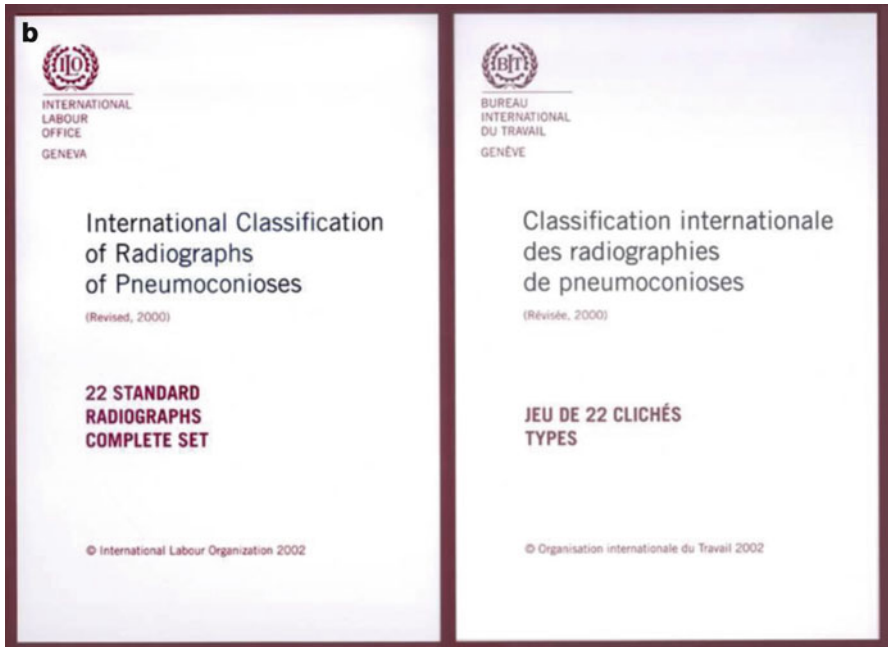 b
ILO
INTERNATIONAL
LABOUR
OFFICE
GENEVA
International Classification
of Radiographs
of Pneumoconioses
(Revised, 2000)
22 STANDARD
RADIOGRAPHS
COMPLETE SET
© International Labour Organization 2002
BIT
BUREAU
INTERNATIONAL
DU TRAVAIL
GENÈVE
Classification internationale
des radiographies
de pneumoconioses
(Révisée, 2000)
JEU DE 22 CLICHÉS
TYPES
© Organisation internationale du Travail 2002